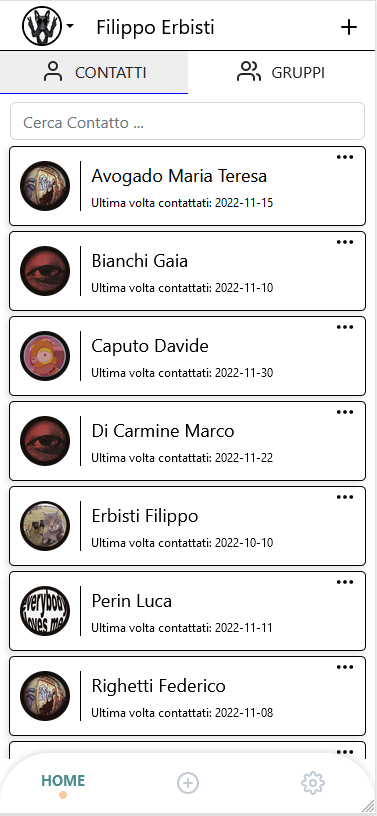 Filippo Erbisti
CONTATTI
GRUPPI
Cerca Contatto ...
Avogado Maria Teresa
Ultima volta contattati: 2022-11-15
Bianchi Gaia
Ultima volta contattati: 2022-11-10
Caputo Davide
Ultima volta contattati: 2022-11-30
Di Carmine Marco
Ultima volta contattati: 2022-11-22
Erbisti Filippo
Ultima volta contattati: 2022-10-10
everybody
loves me
Perin Luca
Ultima volta contattati: 2022-11-11
Righetti Federico
Ultima volta contattati: 2022-11-08
HOME